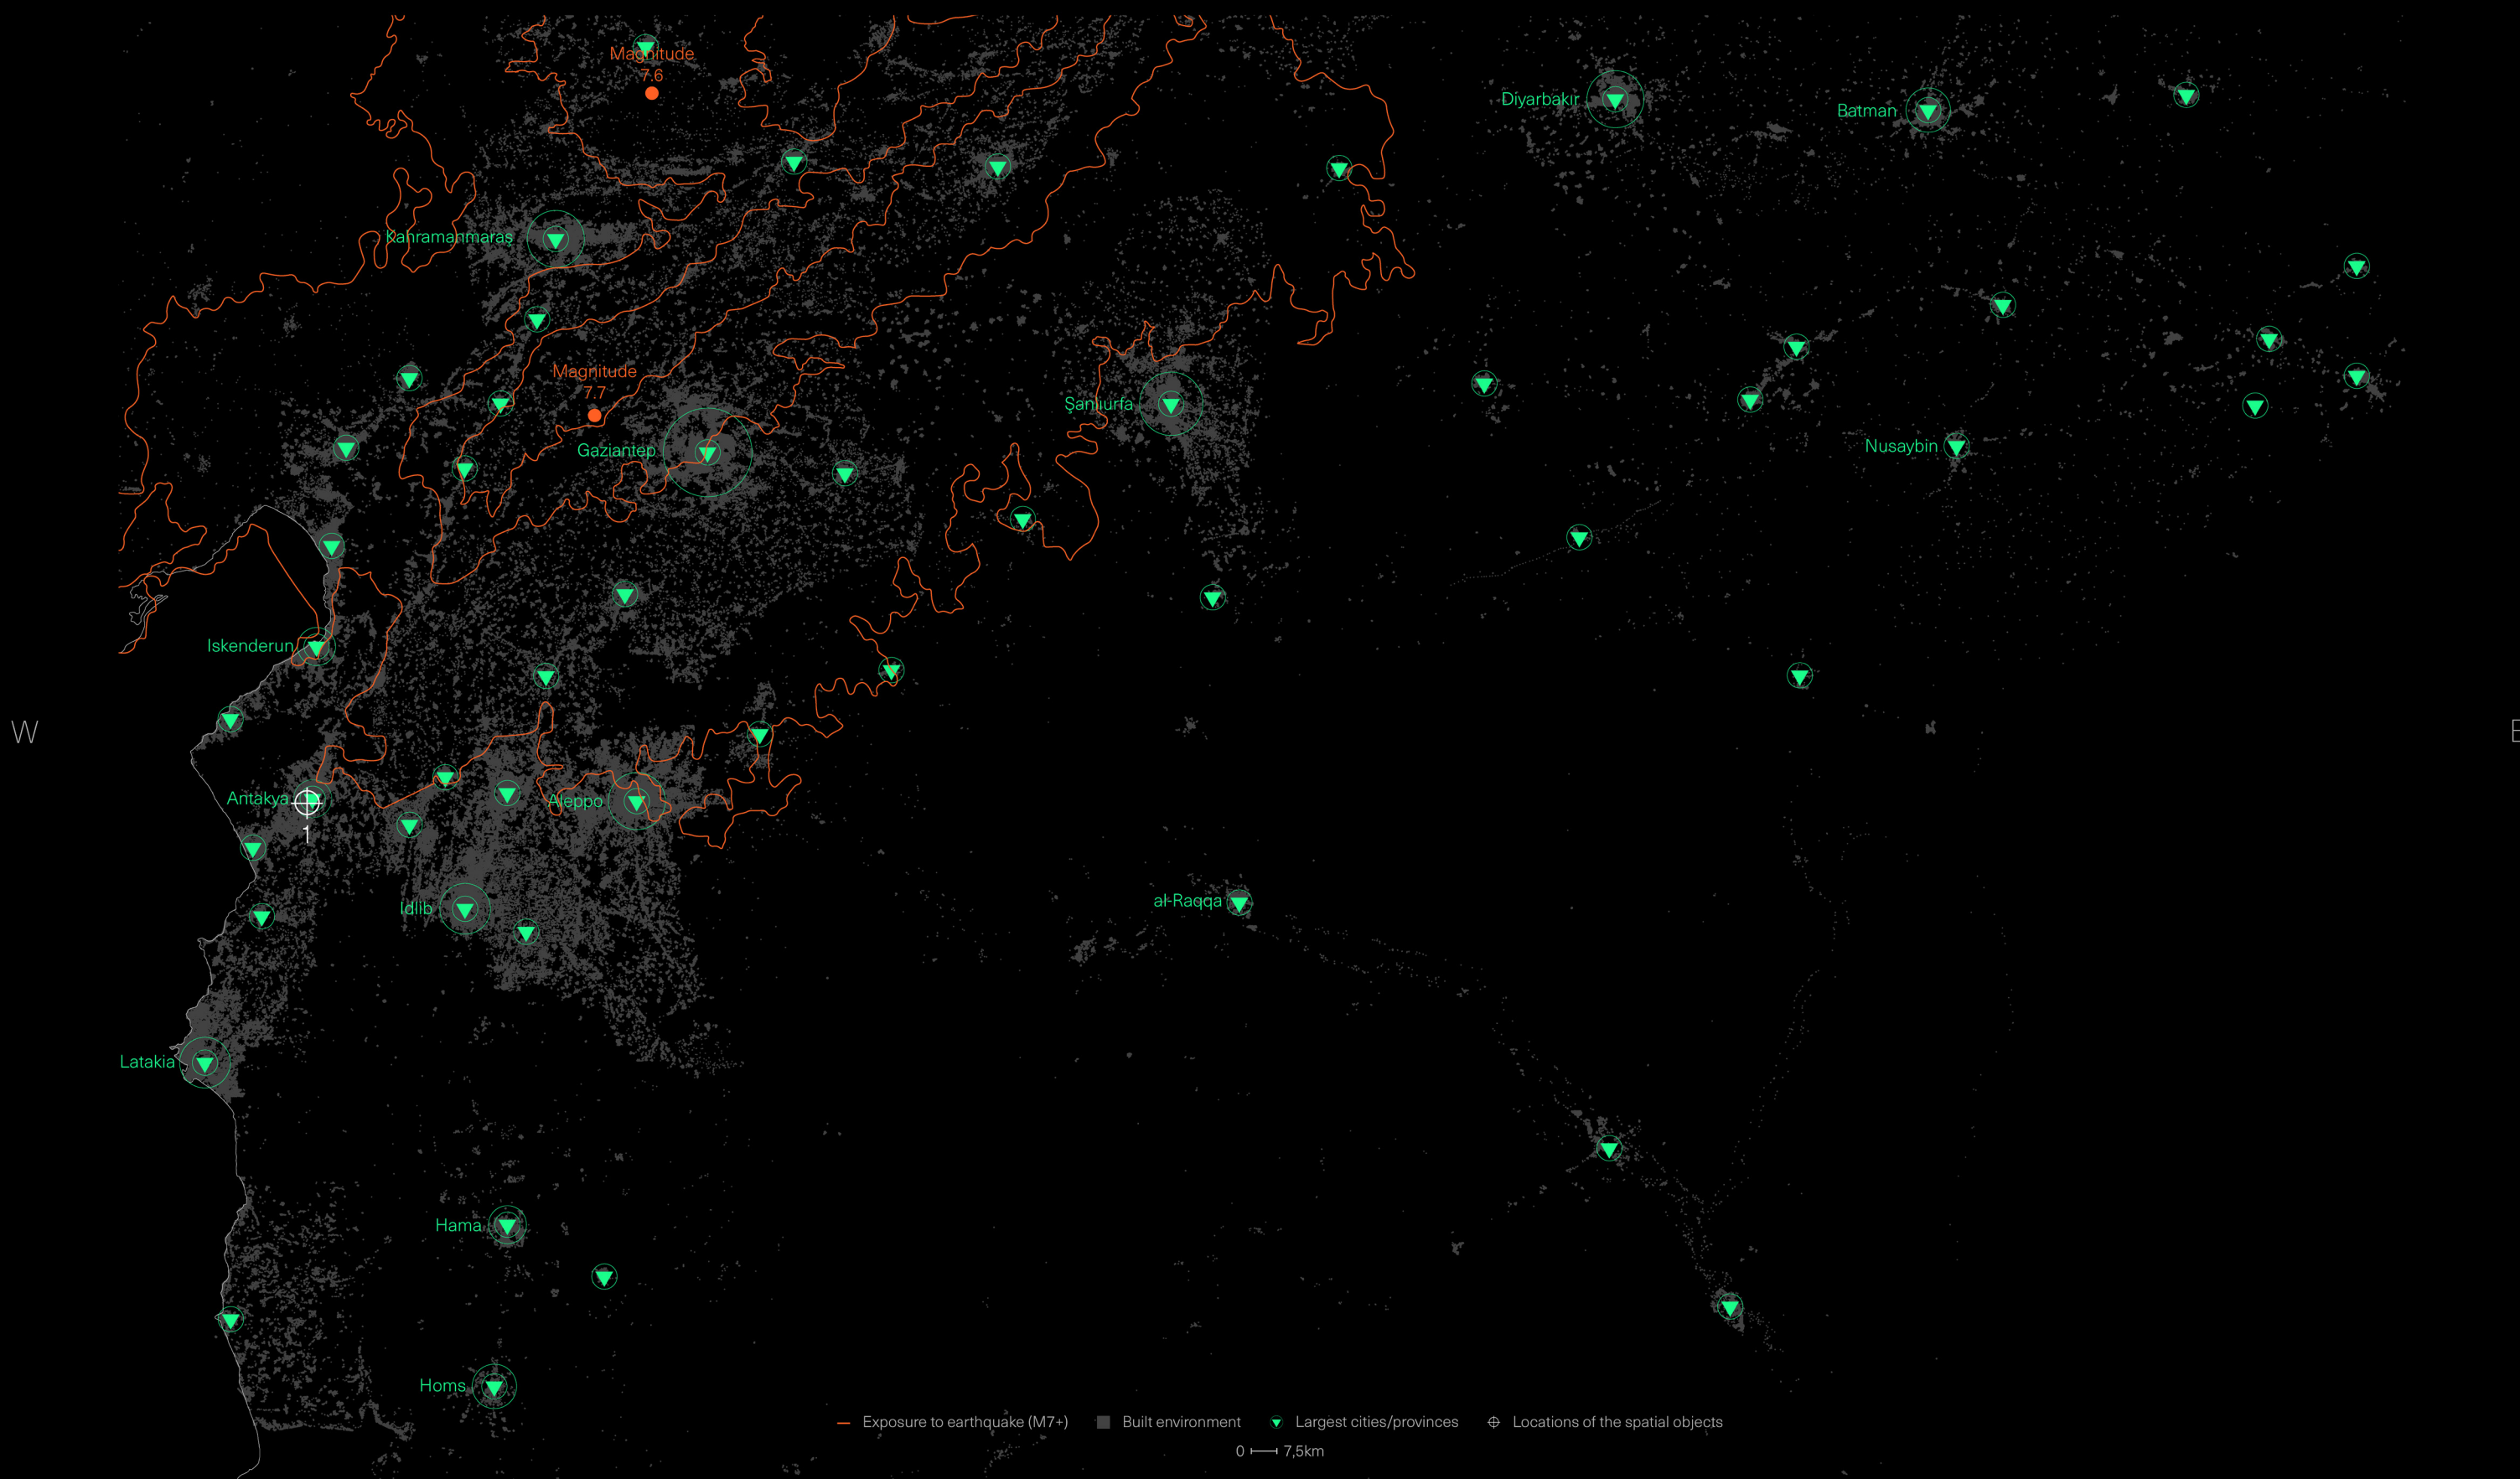 Magnitude
7.6
Diyarbakır
Batman
Kahramanmaraş
Magnitude
7.7
Şanlıurfa
Gaziantep
Nusaybin
Iskenderun
W
E
Antakya
1
Aleppo
al-Raqqa
Idlib
Latakia
Hama
Homs
Exposure to earthquake (M7+) Built environment Largest cities/provinces Locations of the spatial objects
0 7,5km